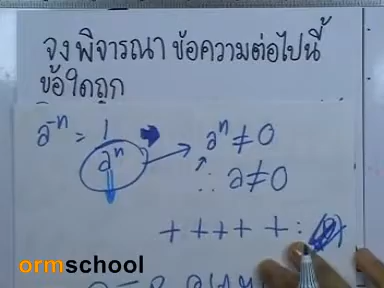 จงพิจารณา ข้อความต่อไปนี้
ข้อใดถูก
a⁻ⁿ = 1/aⁿ
aⁿ ≠ 0
∴ a ≠ 0
+ + + + + :
ormschool